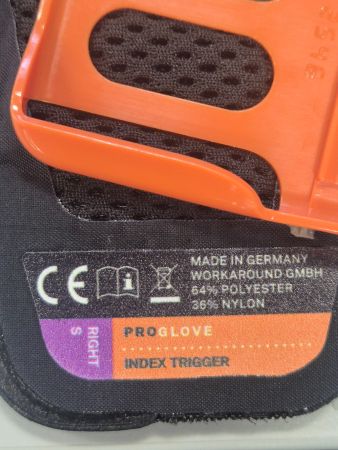 CE
MADE IN GERMANY
WORKAROUND GMBH
64% POLYESTER
36% NYLON
RIGHT
S
PROGLOVE
INDEX TRIGGER